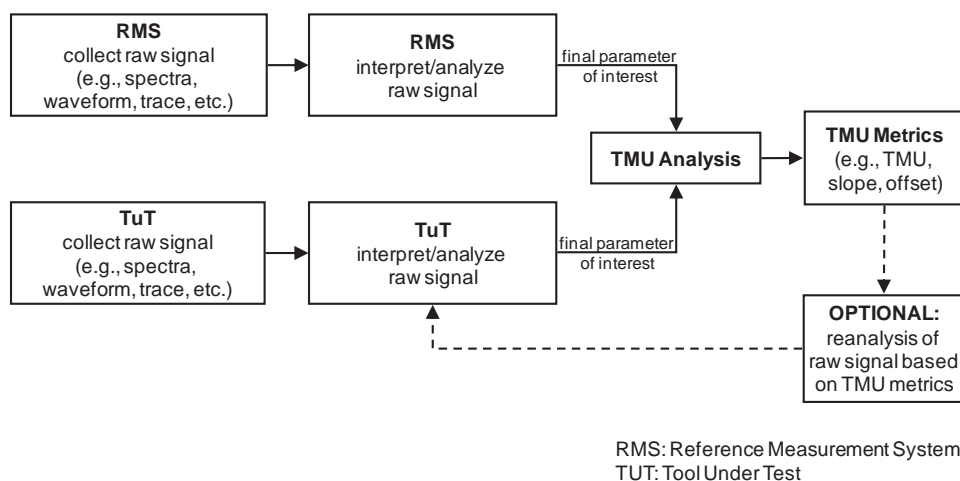 RMS
collect raw signal
(e.g., spectra,
waveform, trace, etc.)
RMS
interpret/analyze
raw signal
final parameter
of interest
TMU Analysis
TMU Metrics
(e.g., TMU,
slope, offset)
TuT
collect raw signal
(e.g., spectra,
waveform, trace, etc.)
TuT
interpret/analyze
raw signal
final parameter
of interest
OPTIONAL:
reanalysis of
raw signal based
on TMU metrics
RMS: Reference Measurement System
TUT: Tool Under Test